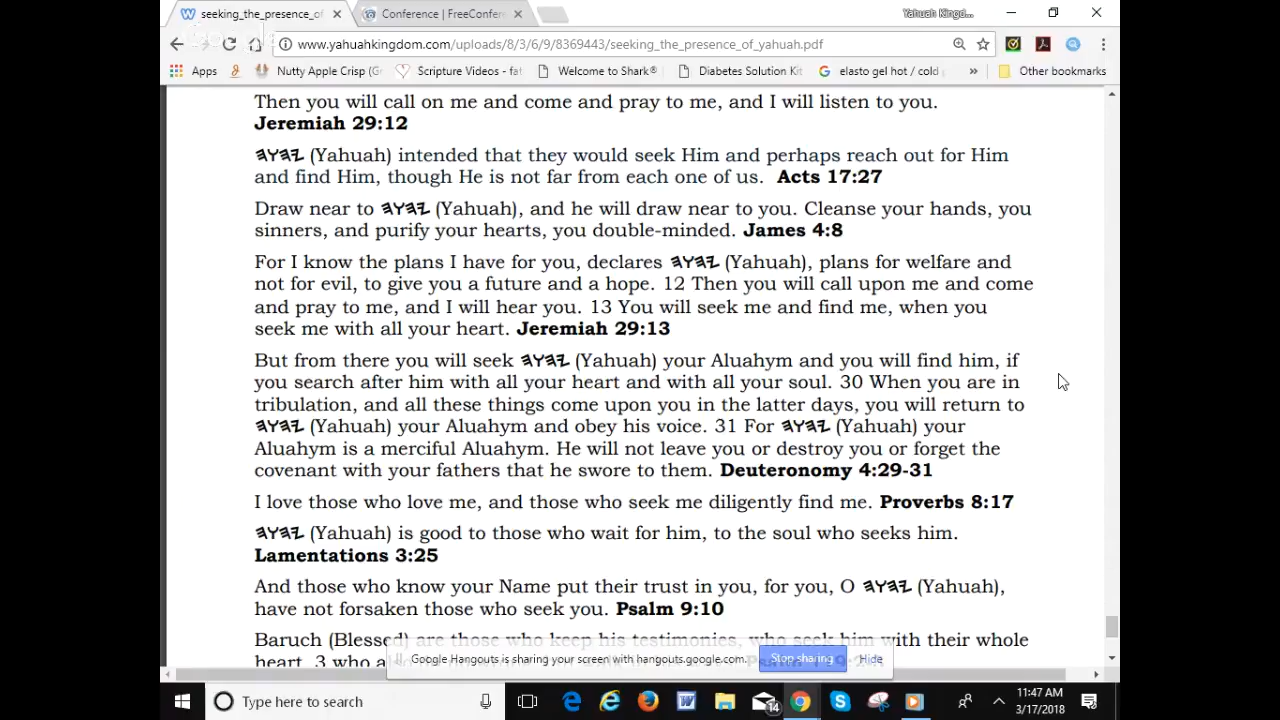 seeking_the_presence_of
Conference | FreeConfer
Yahuah Kingd...
www.yahuahkingdom.com/uploads/8/3/6/9/8369443/seeking_the_presence_of_yahuah.pdf
Apps Nutty Apple Crisp (Gr Scripture Videos - fat Welcome to Shark® Diabetes Solution Kit elasto gel hot / cold » Other bookmarks
Then you will call on me and come and pray to me, and I will listen to you.
Jeremiah 29:12
𐤉𐤄𐤅𐤄 (Yahuah) intended that they would seek Him and perhaps reach out for Him
and find Him, though He is not far from each one of us. Acts 17:27
Draw near to 𐤉𐤄𐤅𐤄 (Yahuah), and he will draw near to you. Cleanse your hands, you
sinners, and purify your hearts, you double-minded. James 4:8
For I know the plans I have for you, declares 𐤉𐤄𐤅𐤄 (Yahuah), plans for welfare and
not for evil, to give you a future and a hope. 12 Then you will call upon me and come
and pray to me, and I will hear you. 13 You will seek me and find me, when you
seek me with all your heart. Jeremiah 29:13
But from there you will seek 𐤉𐤄𐤅𐤄 (Yahuah) your Aluahym and you will find him, if
you search after him with all your heart and with all your soul. 30 When you are in
tribulation, and all these things come upon you in the latter days, you will return to
𐤉𐤄𐤅𐤄 (Yahuah) your Aluahym and obey his voice. 31 For 𐤉𐤄𐤅𐤄 (Yahuah) your
Aluahym is a merciful Aluahym. He will not leave you or destroy you or forget the
covenant with your fathers that he swore to them. Deuteronomy 4:29-31
I love those who love me, and those who seek me diligently find me. Proverbs 8:17
𐤉𐤄𐤅𐤄 (Yahuah) is good to those who wait for him, to the soul who seeks him.
Lamentations 3:25
And those who know your Name put their trust in you, for you, O 𐤉𐤄𐤅𐤄 (Yahuah),
have not forsaken those who seek you. Psalm 9:10
Baruch (Blessed) are those who keep his testimonies, who seek him with their whole
heart. 3 who a
Google Hangouts is sharing your screen with hangouts.google.com. Stop sharing Hide
Type here to search
14
11:47 AM
3/17/2018